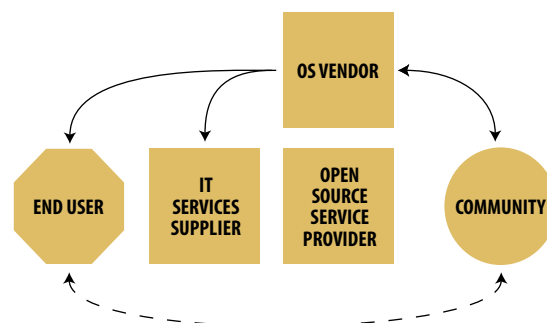 OS VENDOR
END USER
IT
SERVICES
SUPPLIER
OPEN
SOURCE
SERVICE
PROVIDER
COMMUNITY